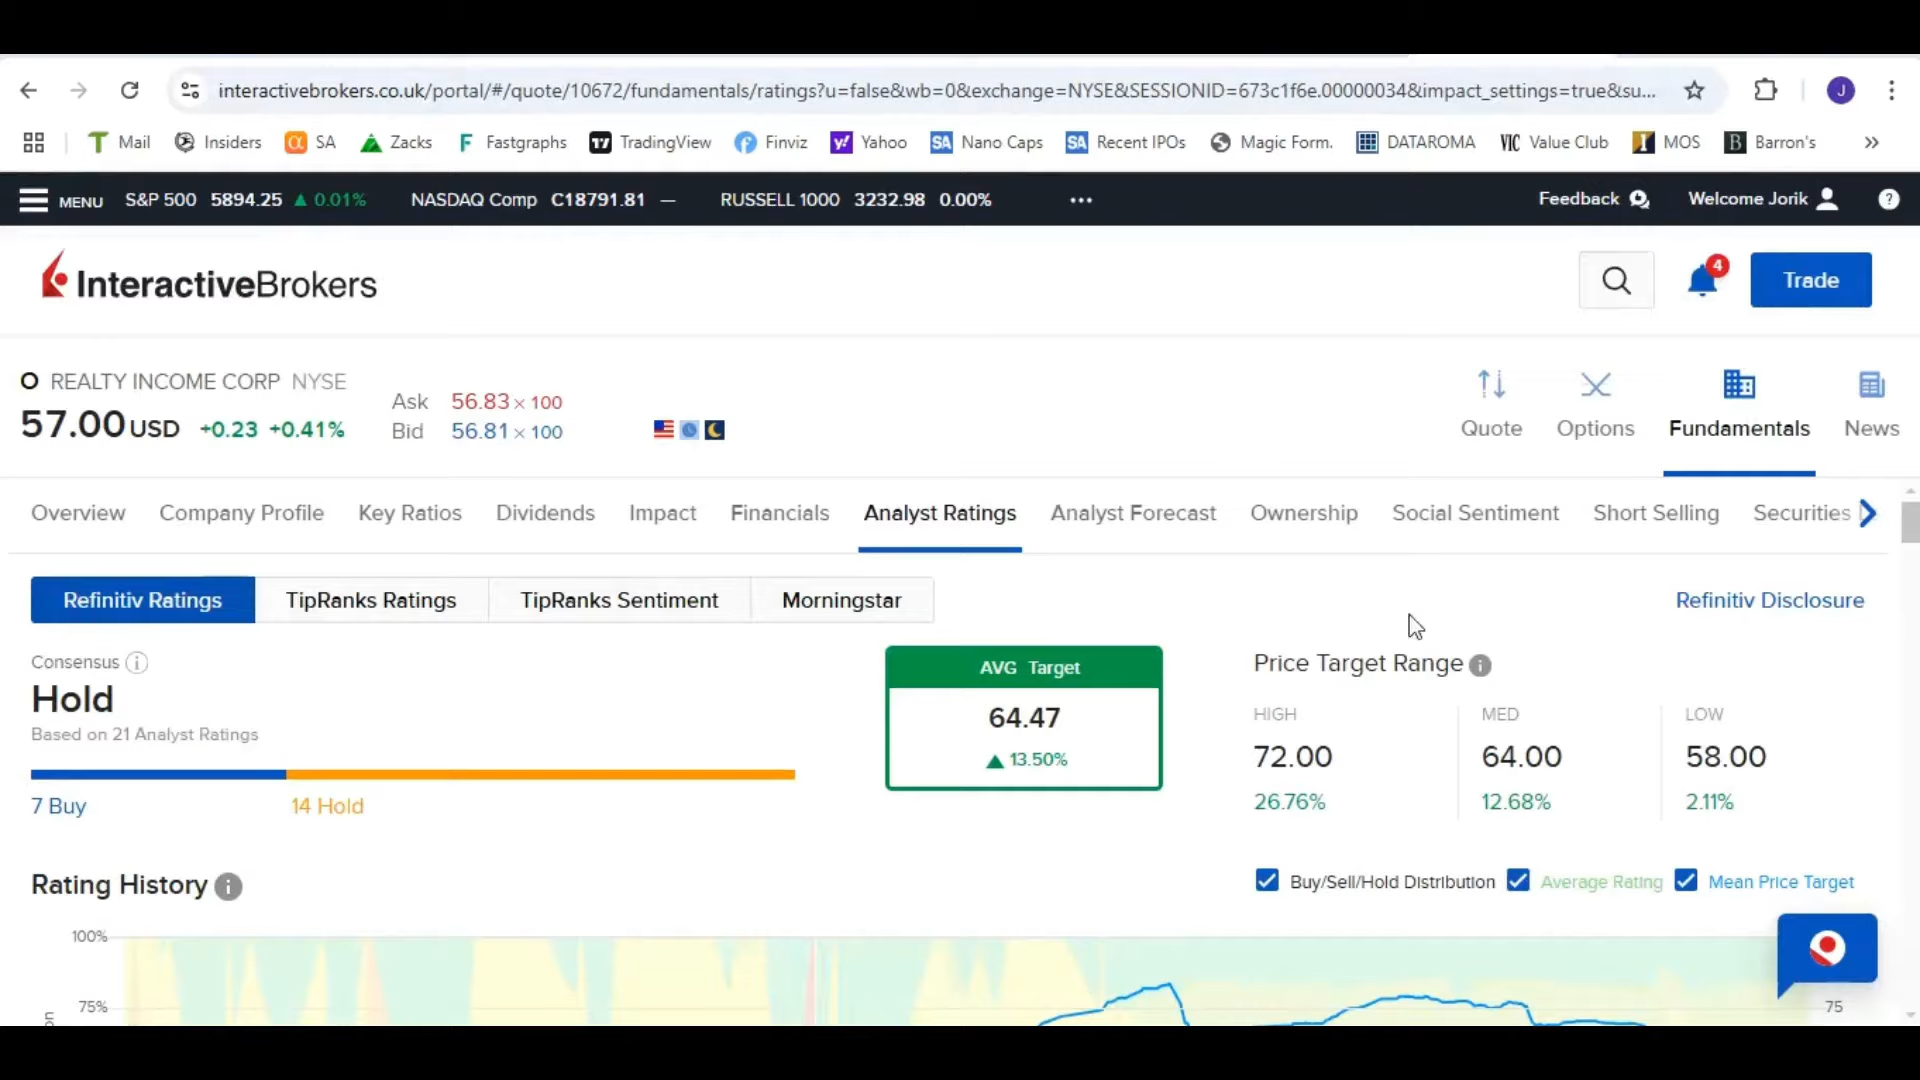 interactivebrokers.co.uk/portal/#/quote/10672/fundamentals/ratings?u=false&wb=0&exchange=NYSE&SESSIONID=673c1f6e.00000034&impact_settings=true&su... J
Mail Insiders SA Zacks Fastgraphs TradingView Finviz Yahoo Nano Caps Recent IPOs Magic Form. DATAROMA Value Club MOS Barron's »
MENU S&P 500 5894.25 ▲ 0.01% NASDAQ Comp C18791.81 — RUSSELL 1000 3232.98 0.00% ••• Feedback Welcome Jorik ?
InteractiveBrokers 4 Trade
O REALTY INCOME CORP NYSE
57.00 USD +0.23 +0.41%
Ask 56.83 × 100
Bid 56.81 × 100
Quote Options Fundamentals News
Overview Company Profile Key Ratios Dividends Impact Financials Analyst Ratings Analyst Forecast Ownership Social Sentiment Short Selling Securities
Refinitiv Ratings TipRanks Ratings TipRanks Sentiment Morningstar Refinitiv Disclosure
Consensus i
Hold
Based on 21 Analyst Ratings
7 Buy 14 Hold
AVG Target
64.47
▲ 13.50%
Price Target Range i
HIGH MED LOW
72.00 64.00 58.00
26.76% 12.68% 2.11%
Rating History i
Buy/Sell/Hold Distribution Average Rating Mean Price Target
100%
75% 75